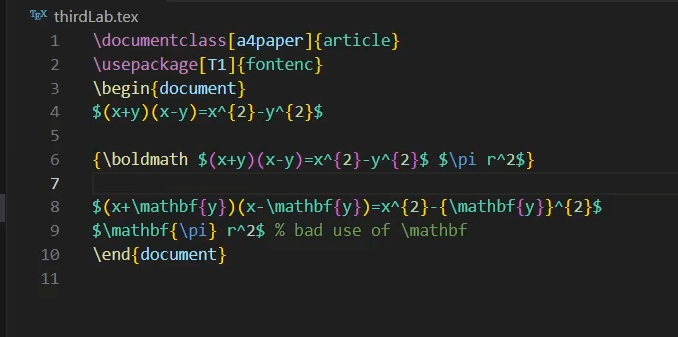 TEX thirdLab.tex
1 \documentclass[a4paper]{article}
2 \usepackage[T1]{fontenc}
3 \begin{document}
4 $(x+y)(x-y)=x^{2}-y^{2}$
5
6 {\boldmath $(x+y)(x-y)=x^{2}-y^{2}$ $\pi r^2$}
7
8 $(x+\mathbf{y})(x-\mathbf{y})=x^{2}-{\mathbf{y}}^{2}$
9 $\mathbf{\pi} r^2$ % bad use of \mathbf
10 \end{document}
11